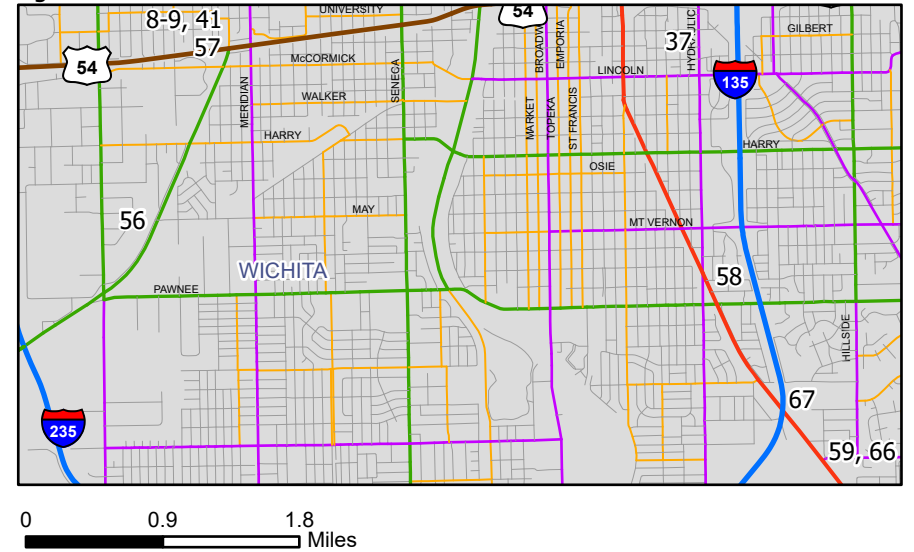 UNIVERSITY
54
8-9, 41
57
54
McCORMICK
WALKER
HARRY
MERIDIAN
SENECA
MARKET
BROADW
TOPEKA
EMPORIA
ST FRANCIS
37
LINCOLN
135
GILBERT
HARRY
OSIE
MAY
MT VERNON
56
WICHITA
PAWNEE
58
HILLSIDE
67
59, 66
235
0 0.9 1.8
Miles